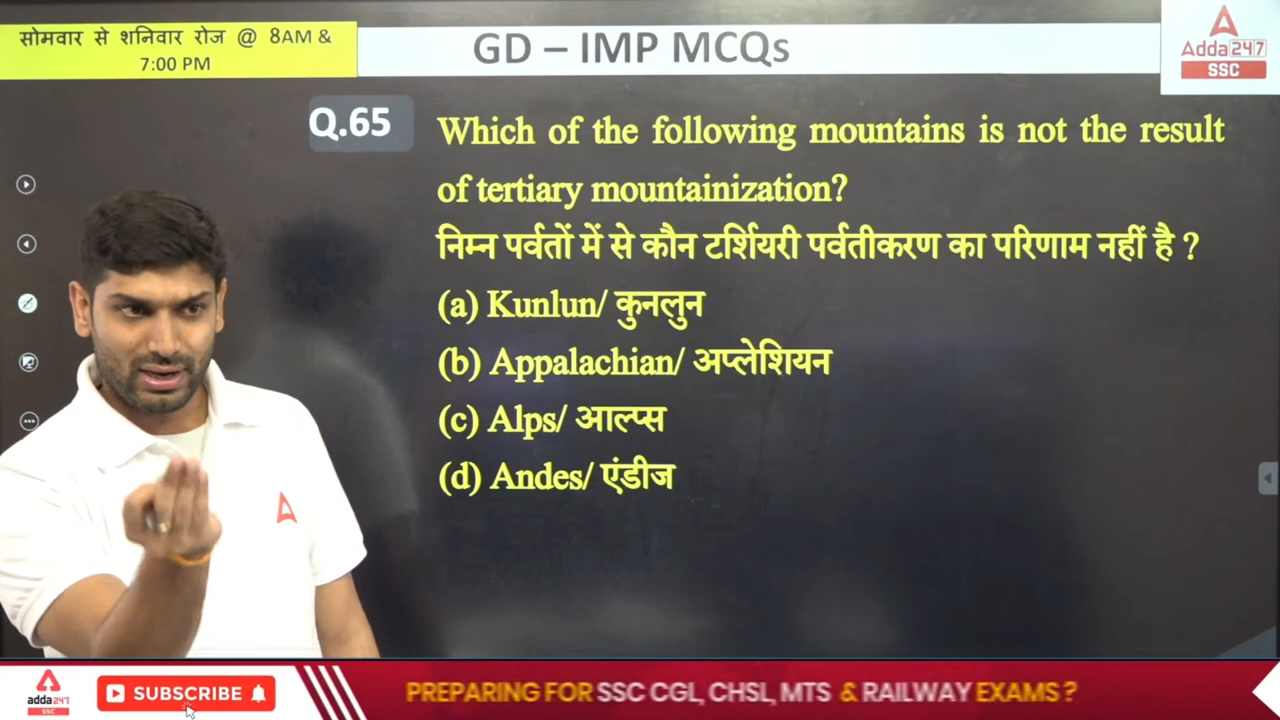 सोमवार से शनिवार रोज @ 8AM &
7:00 PM
GD – IMP MCQs
Adda247
SSC
Q.65
Which of the following mountains is not the result
of tertiary mountainization?
निम्न पर्वतों में से कौन टर्शियरी पर्वतीकरण का परिणाम नहीं है ?
(a) Kunlun/ कुनलुन
(b) Appalachian/ अप्लेशियन
(c) Alps/ आल्प्स
(d) Andes/ एंडीज
adda247
SSC
SUBSCRIBE
PREPARING FOR SSC CGL, CHSL, MTS & RAILWAY EXAMS ?